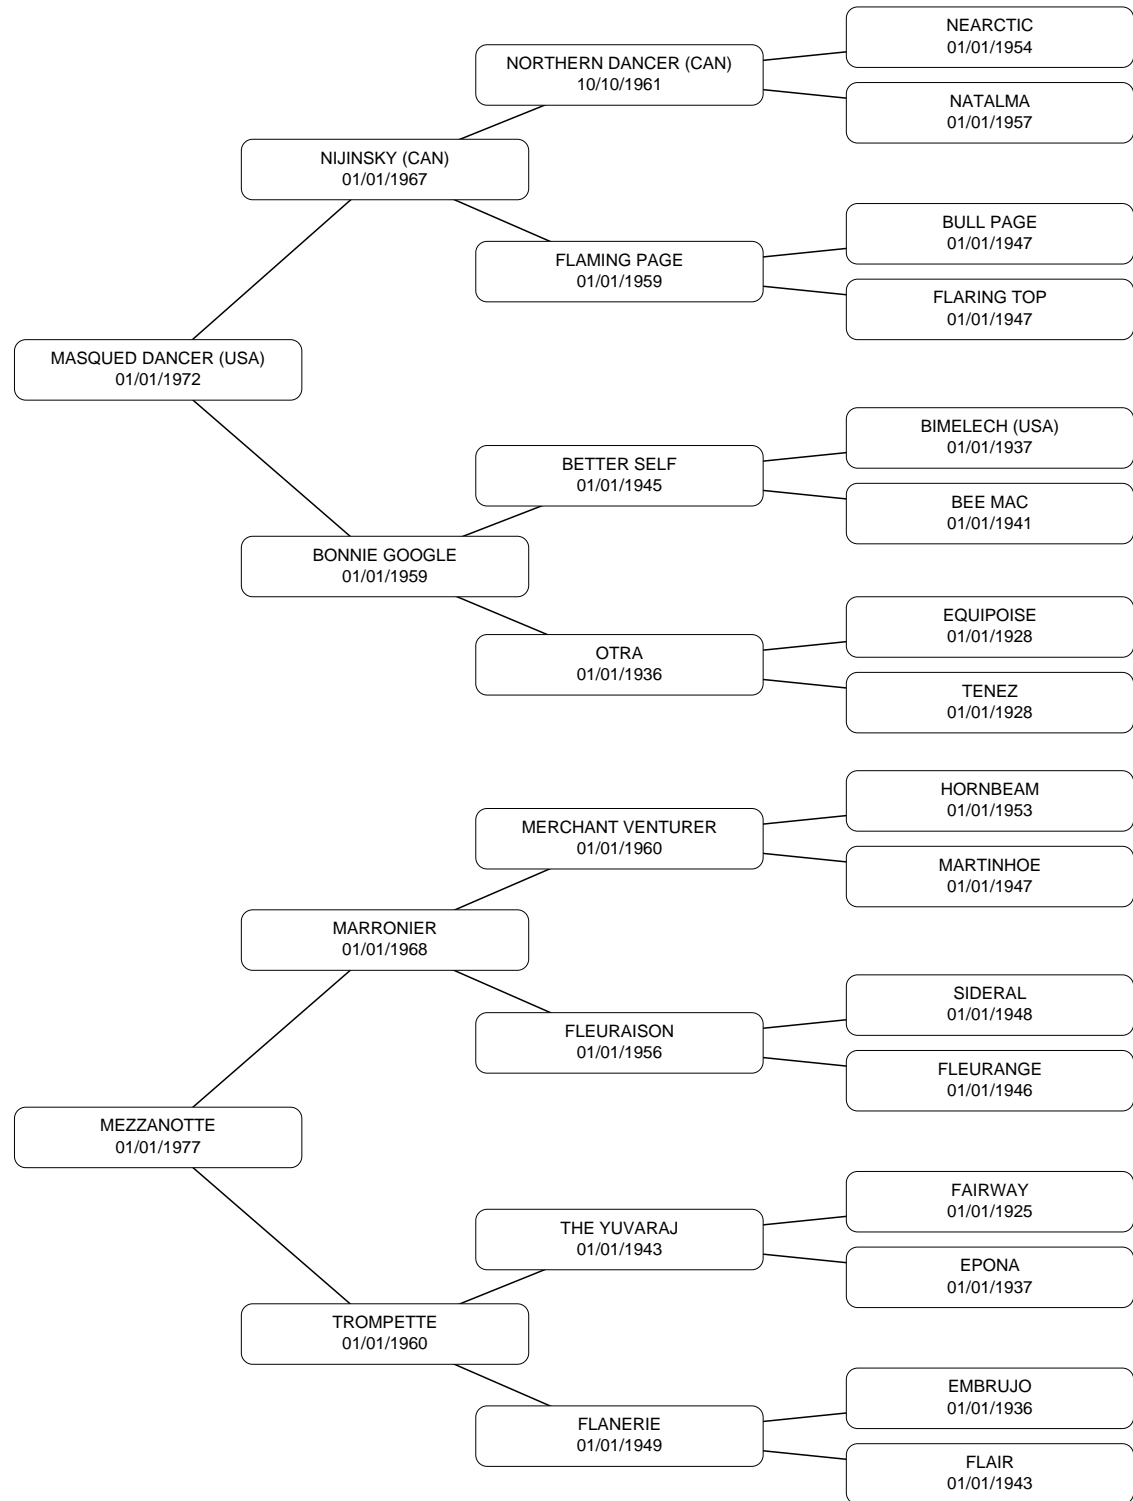 NEARCTIC
01/01/1954
NORTHERN DANCER (CAN)
10/10/1961
NATALMA
01/01/1957
NIJINSKY (CAN)
01/01/1967
BULL PAGE
01/01/1947
FLAMING PAGE
01/01/1959
FLARING TOP
01/01/1947
MASQUED DANCER (USA)
01/01/1972
BIMELECH (USA)
01/01/1937
BETTER SELF
01/01/1945
BEE MAC
01/01/1941
BONNIE GOOGLE
01/01/1959
EQUIPOISE
01/01/1928
OTRA
01/01/1936
TENEZ
01/01/1928
HORNBEAM
01/01/1953
MERCHANT VENTURER
01/01/1960
MARTINHOE
01/01/1947
MARRONIER
01/01/1968
SIDERAL
01/01/1948
FLEURAISON
01/01/1956
FLEURANGE
01/01/1946
MEZZANOTTE
01/01/1977
FAIRWAY
01/01/1925
THE YUVARAJ
01/01/1943
EPONA
01/01/1937
TROMPETTE
01/01/1960
EMBRUJO
01/01/1936
FLANERIE
01/01/1949
FLAIR
01/01/1943